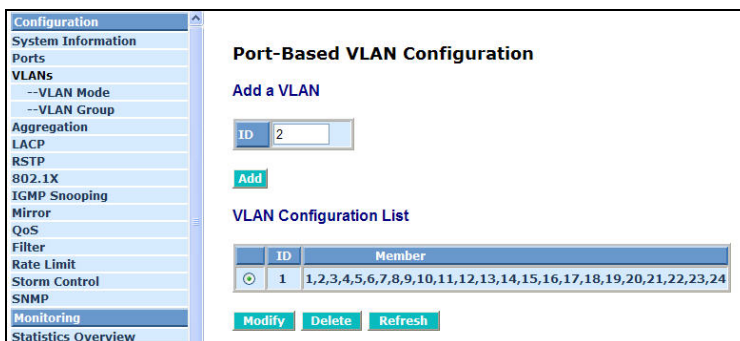 Configuration
System Information
Ports
VLANs
--VLAN Mode
--VLAN Group
Aggregation
LACP
RSTP
802.1X
IGMP Snooping
Mirror
QoS
Filter
Rate Limit
Storm Control
SNMP
Monitoring
Statistics Overview
Port-Based VLAN Configuration
Add a VLAN
ID 2
Add
VLAN Configuration List
ID Member
1 1,2,3,4,5,6,7,8,9,10,11,12,13,14,15,16,17,18,19,20,21,22,23,24
Modify Delete Refresh